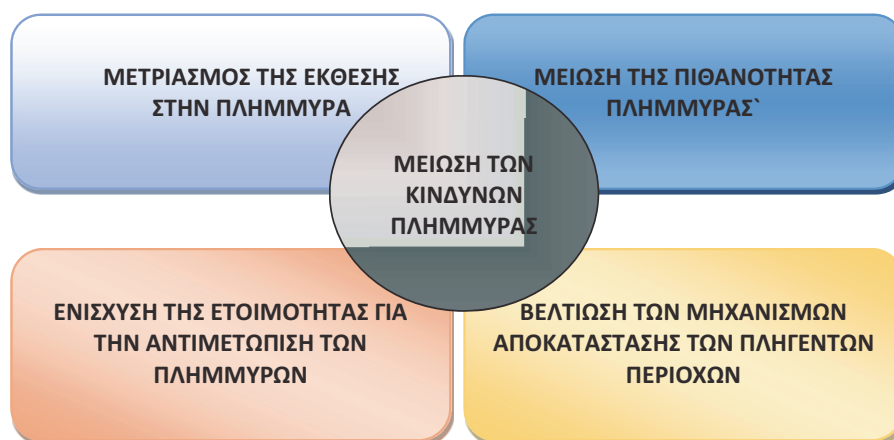 ΜΕΤΡΙΑΣΜΟΣ ΤΗΣ ΕΚΘΕΣΗΣ
ΣΤΗΝ ΠΛΗΜΜΥΡΑ
ΜΕΙΩΣΗ ΤΗΣ ΠΙΘΑΝΟΤΗΤΑΣ
ΠΛΗΜΜΥΡΑΣ`
ΜΕΙΩΣΗ ΤΩΝ
ΚΙΝΔΥΝΩΝ
ΠΛΗΜΜΥΡΑΣ
ΕΝΙΣΧΥΣΗ ΤΗΣ ΕΤΟΙΜΟΤΗΤΑΣ ΓΙΑ
ΤΗΝ ΑΝΤΙΜΕΤΩΠΙΣΗ ΤΩΝ
ΠΛΗΜΜΥΡΩΝ
ΒΕΛΤΙΩΣΗ ΤΩΝ ΜΗΧΑΝΙΣΜΩΝ
ΑΠΟΚΑΤΑΣΤΑΣΗΣ ΤΩΝ ΠΛΗΓΕΝΤΩΝ
ΠΕΡΙΟΧΩΝ